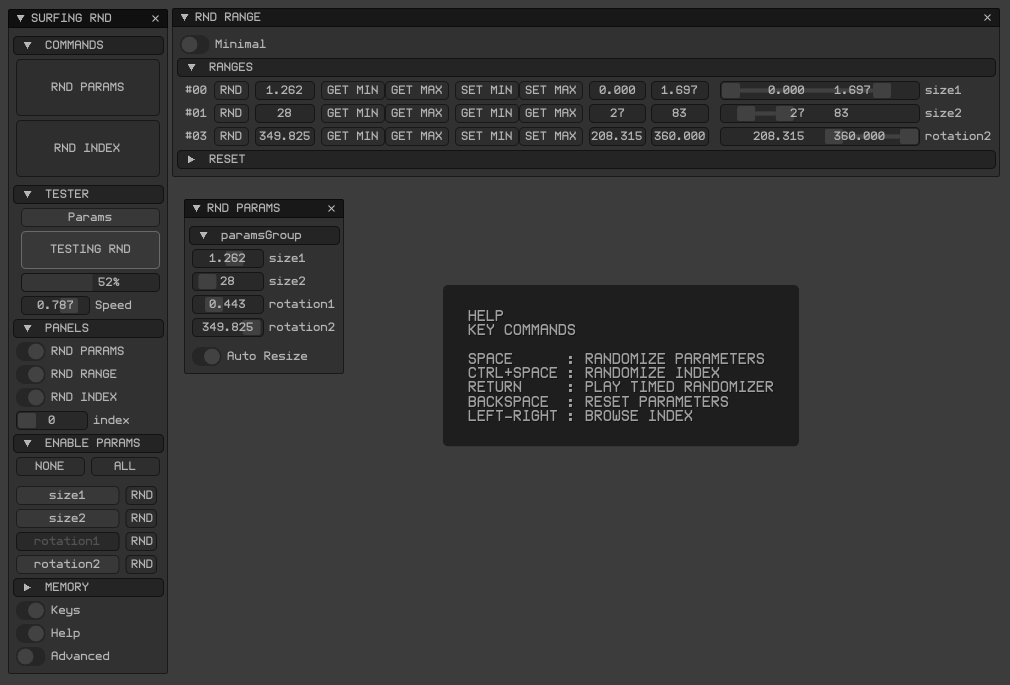 SURFING RND
COMMANDS
RND PARAMS
RND INDEX
TESTER
Params
TESTING RND
52%
0.787 Speed
PANELS
RND PARAMS
RND RANGE
RND INDEX
0 index
ENABLE PARAMS
NONE ALL
size1 RND
size2 RND
rotation1 RND
rotation2 RND
MEMORY
Keys
Help
Advanced
RND RANGE
Minimal
RANGES
#00 RND 1.262 GET MIN GET MAX SET MIN SET MAX 0.000 1.697 0.000 1.697 size1
#01 RND 28 GET MIN GET MAX SET MIN SET MAX 27 83 27 83 size2
#03 RND 349.825 GET MIN GET MAX SET MIN SET MAX 208.315 360.000 208.315 360.000 rotation2
RESET
RND PARAMS
paramsGroup
1.262 size1
28 size2
0.443 rotation1
349.825 rotation2
Auto Resize
HELP
KEY COMMANDS
SPACE : RANDOMIZE PARAMETERS
CTRL+SPACE : RANDOMIZE INDEX
RETURN : PLAY TIMED RANDOMIZER
BACKSPACE : RESET PARAMETERS
LEFT-RIGHT : BROWSE INDEX